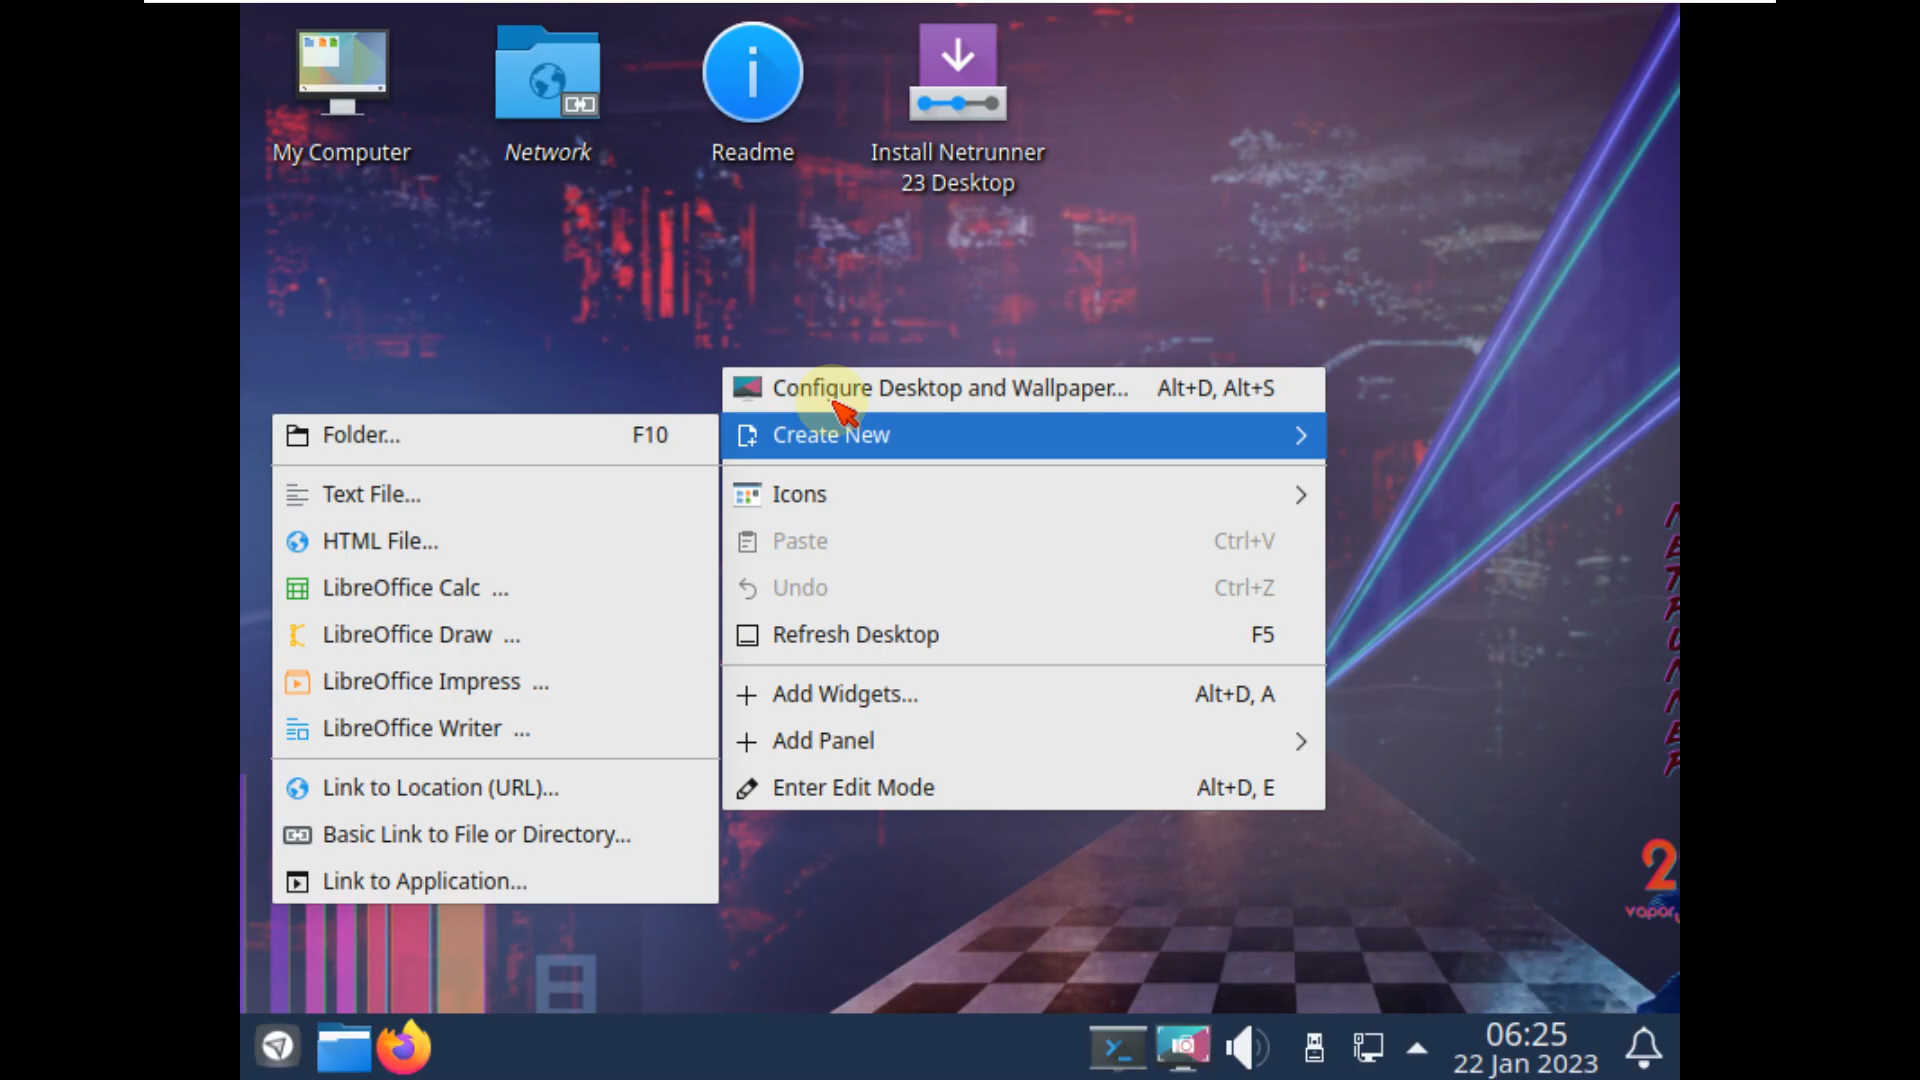 My Computer
Network
Readme
Install Netrunner
23 Desktop
Configure Desktop and Wallpaper... Alt+D, Alt+S
Create New
Icons
Paste Ctrl+V
Undo Ctrl+Z
Refresh Desktop F5
Add Widgets... Alt+D, A
Add Panel
Enter Edit Mode Alt+D, E
Folder... F10
Text File...
HTML File...
LibreOffice Calc ...
LibreOffice Draw ...
LibreOffice Impress ...
LibreOffice Writer ...
Link to Location (URL)...
Basic Link to File or Directory...
Link to Application...
NETRUNNER
2
06:25
22 Jan 2023